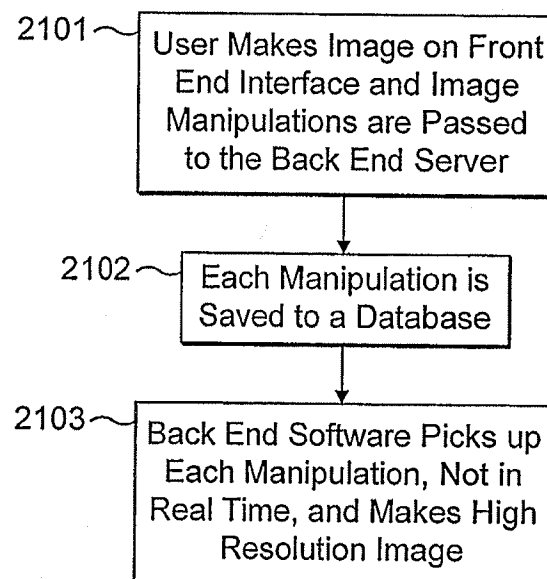 2101
User Makes Image on Front
End Interface and Image
Manipulations are Passed
to the Back End Server
2102
Each Manipulation is
Saved to a Database
2103
Back End Software Picks up
Each Manipulation, Not in
Real Time, and Makes High
Resolution Image